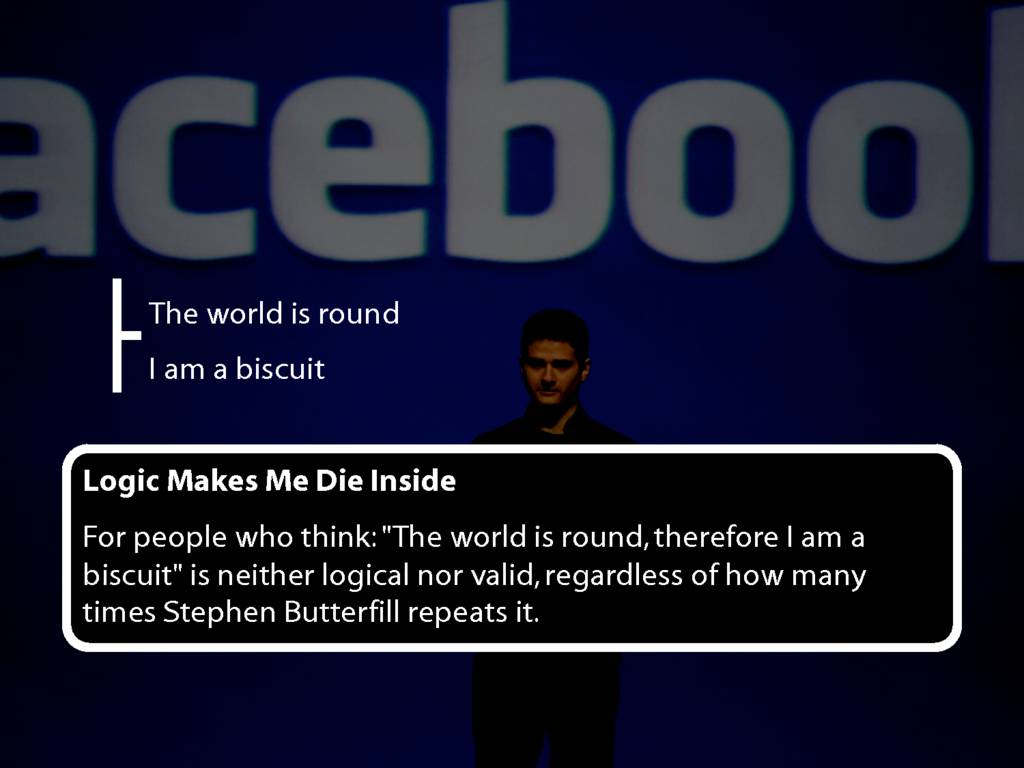 acebook
The world is round
I am a biscuit
Logic Makes Me Die Inside
For people who think: "The world is round, therefore I am a
biscuit" is neither logical nor valid, regardless of how many
times Stephen Butterfill repeats it.